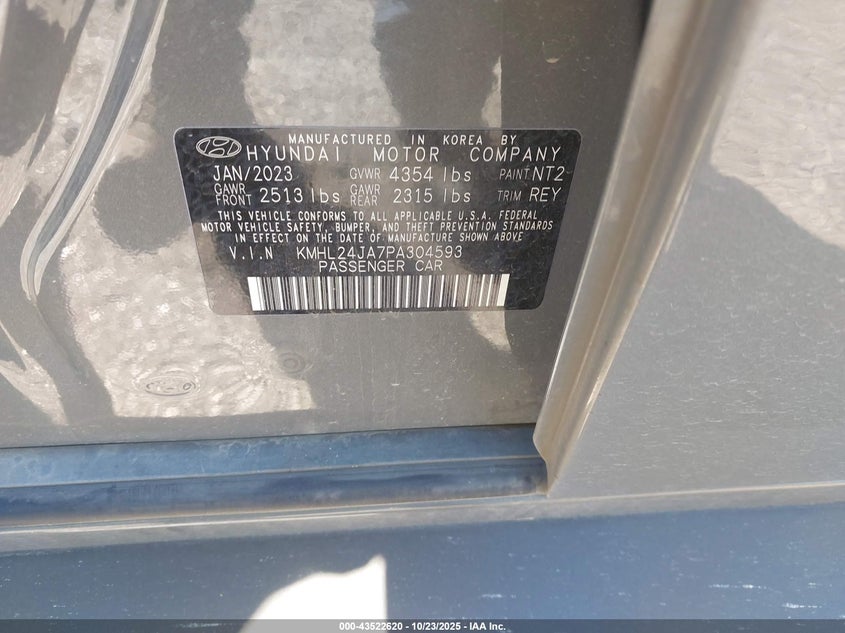 MANUFACTURED IN KOREA BY
HYUNDAI MOTOR COMPANY
JAN/2023 GVWR 4354 lbs PAINT NT2
GAWR FRONT 2513 lbs GAWR REAR 2315 lbs TRIM REY
THIS VEHICLE CONFORMS TO ALL APPLICABLE U.S.A. FEDERAL
MOTOR VEHICLE SAFETY, BUMPER, AND THEFT PREVENTION STANDARDS
IN EFFECT ON THE DATE OF MANUFACTURE SHOWN ABOVE
V.I.N KMHL24JA7PA304593
PASSENGER CAR
000-43522620 - 10/23/2025 - IAA Inc.